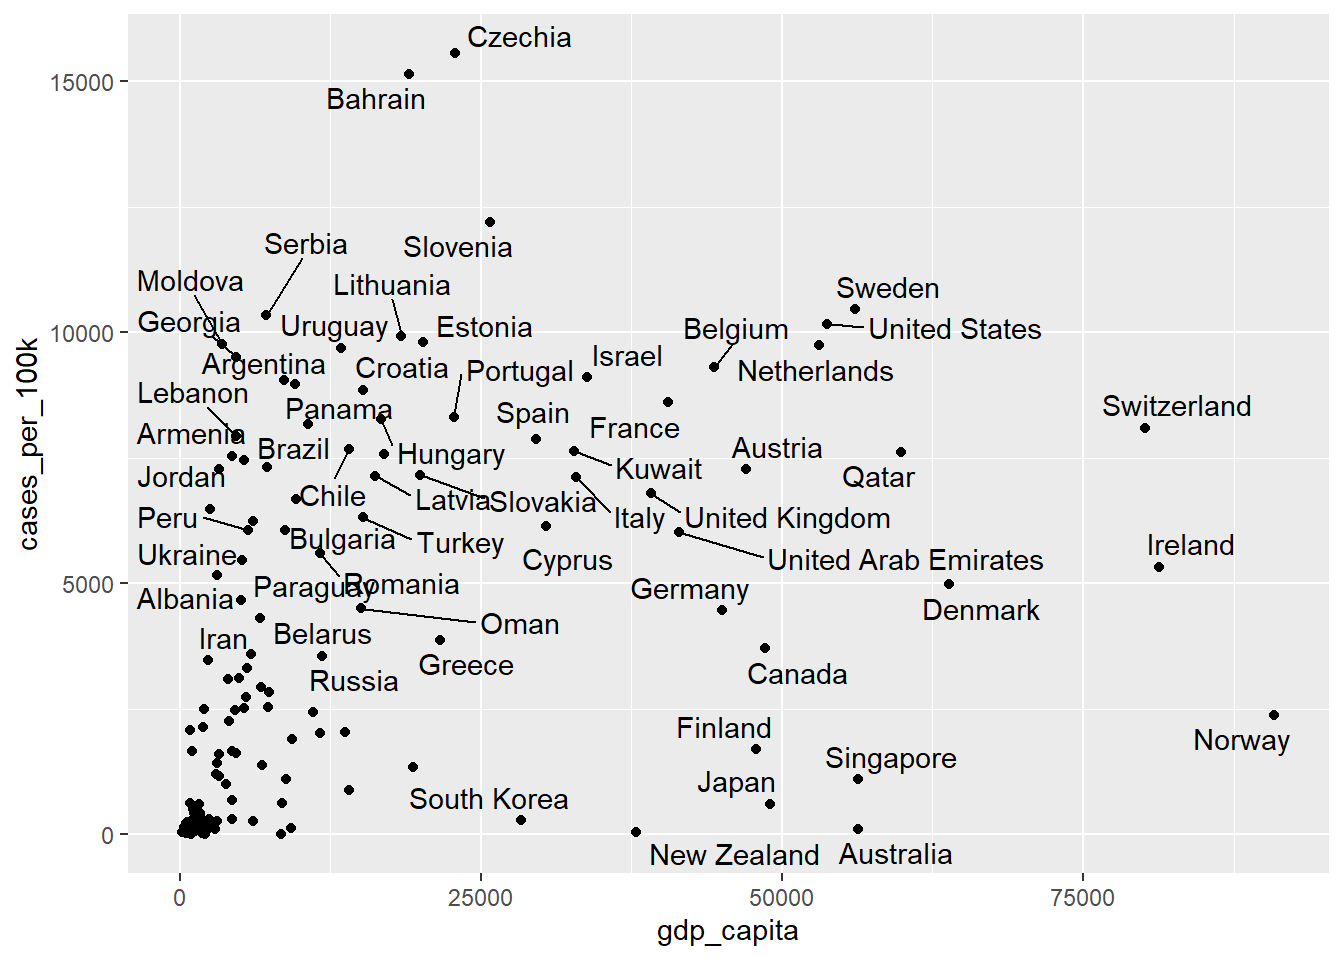 Czechia
15000
Bahrain
Serbia
Slovenia
Moldova
Lithuania
Sweden
Georgia
Uruguay
Estonia
Belgium
United States
10000
Argentina
Croatia
Portugal
Israel
Netherlands
Lebanon
Panama
Spain
France
Switzerland
Armenia
Brazil
Hungary
Kuwait
Austria
Jordan
Chile
Latvia
Slovakia
Qatar
Peru
Bulgaria
Turkey
Italy
United Kingdom
Ukraine
Cyprus
United Arab Emirates
Ireland
5000
Albania
Paraguay
Romania
Germany
Denmark
Iran
Belarus
Oman
Russia
Greece
Canada
Finland
Norway
Japan
Singapore
South Korea
0
New Zealand
Australia
0
25000
50000
75000
gdp_capita
cases_per_100k